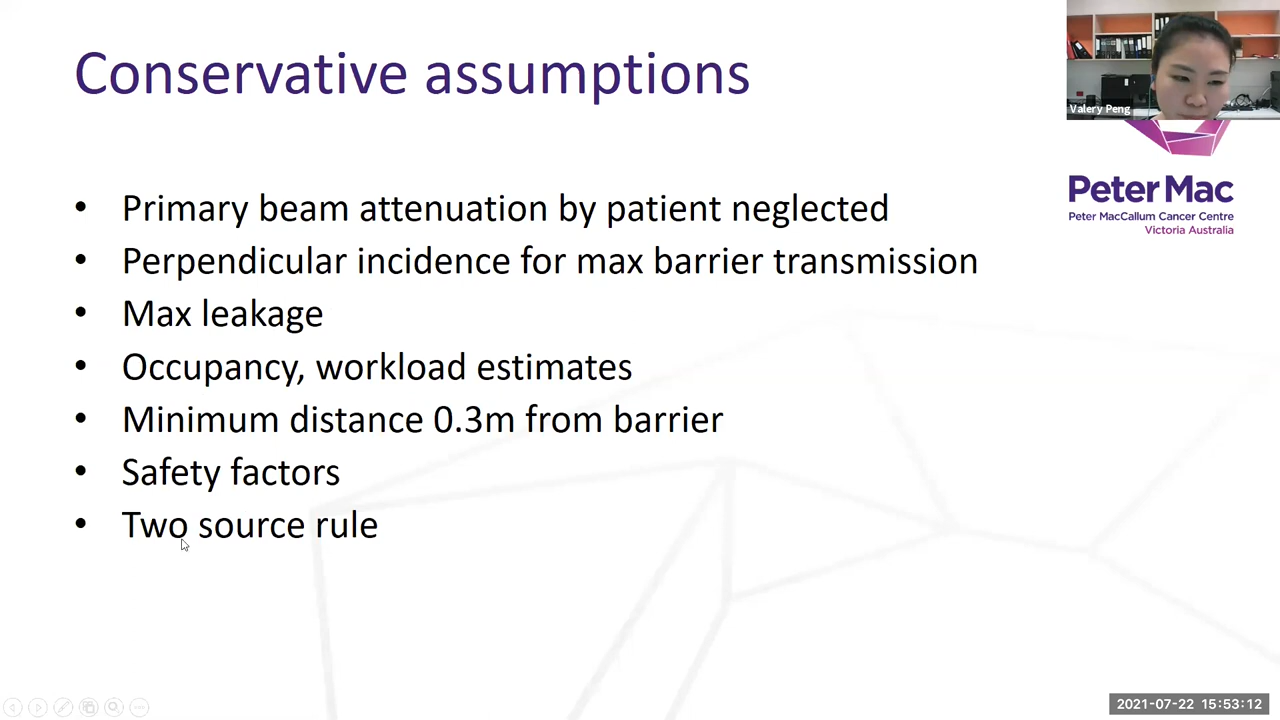 Conservative assumptions
Valery Peng
Peter Mac
Peter MacCallum Cancer Centre
Victoria Australia
• Primary beam attenuation by patient neglected
• Perpendicular incidence for max barrier transmission
• Max leakage
• Occupancy, workload estimates
• Minimum distance 0.3m from barrier
• Safety factors
• Two source rule
2021-07-22 15:53:12